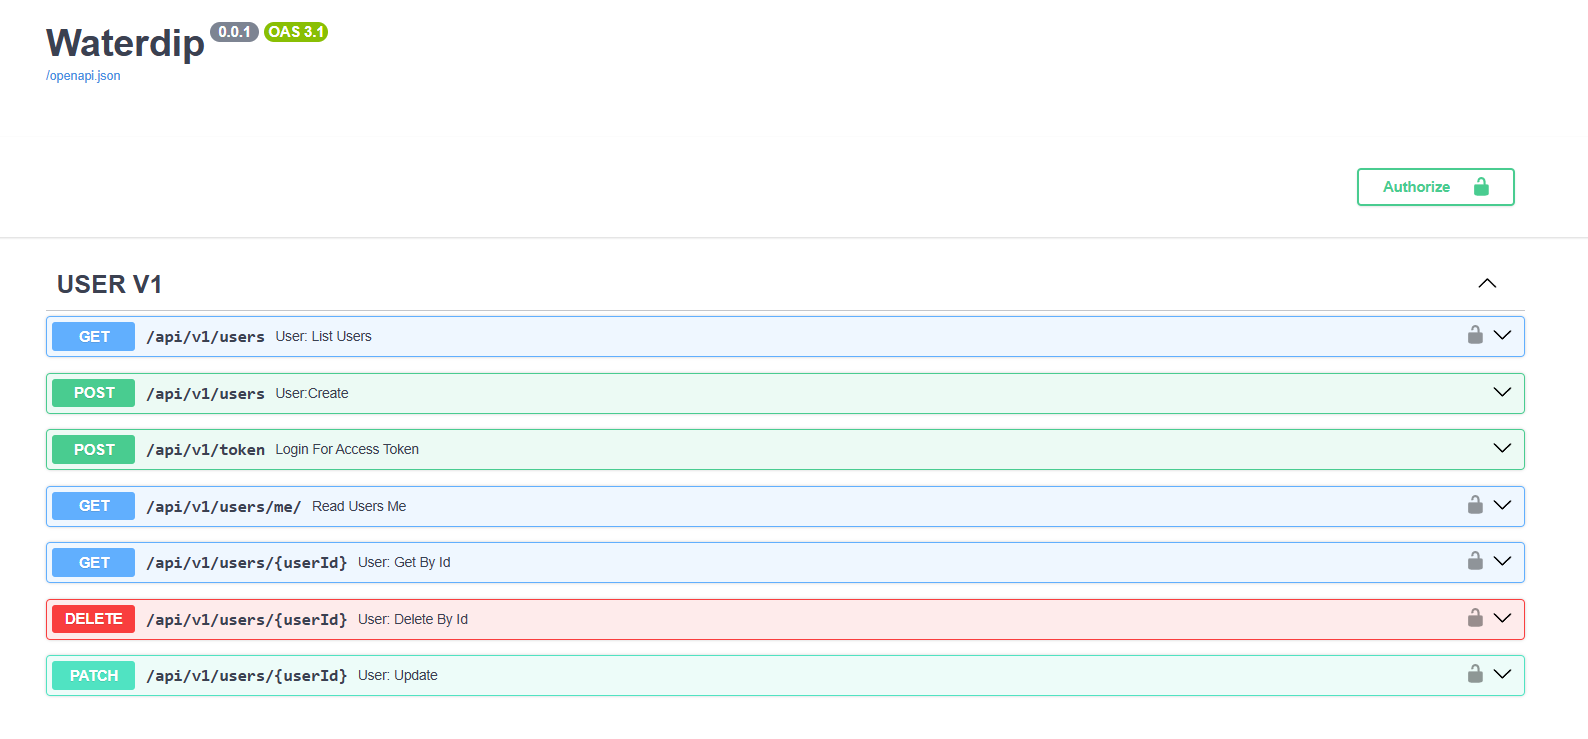 Waterdip 0.0.1 OAS 3.1
/openapi.json
Authorize
USER V1
GET /api/v1/users User: List Users
POST /api/v1/users User:Create
POST /api/v1/token Login For Access Token
GET /api/v1/users/me/ Read Users Me
GET /api/v1/users/{userId} User: Get By Id
DELETE /api/v1/users/{userId} User: Delete By Id
PATCH /api/v1/users/{userId} User: Update